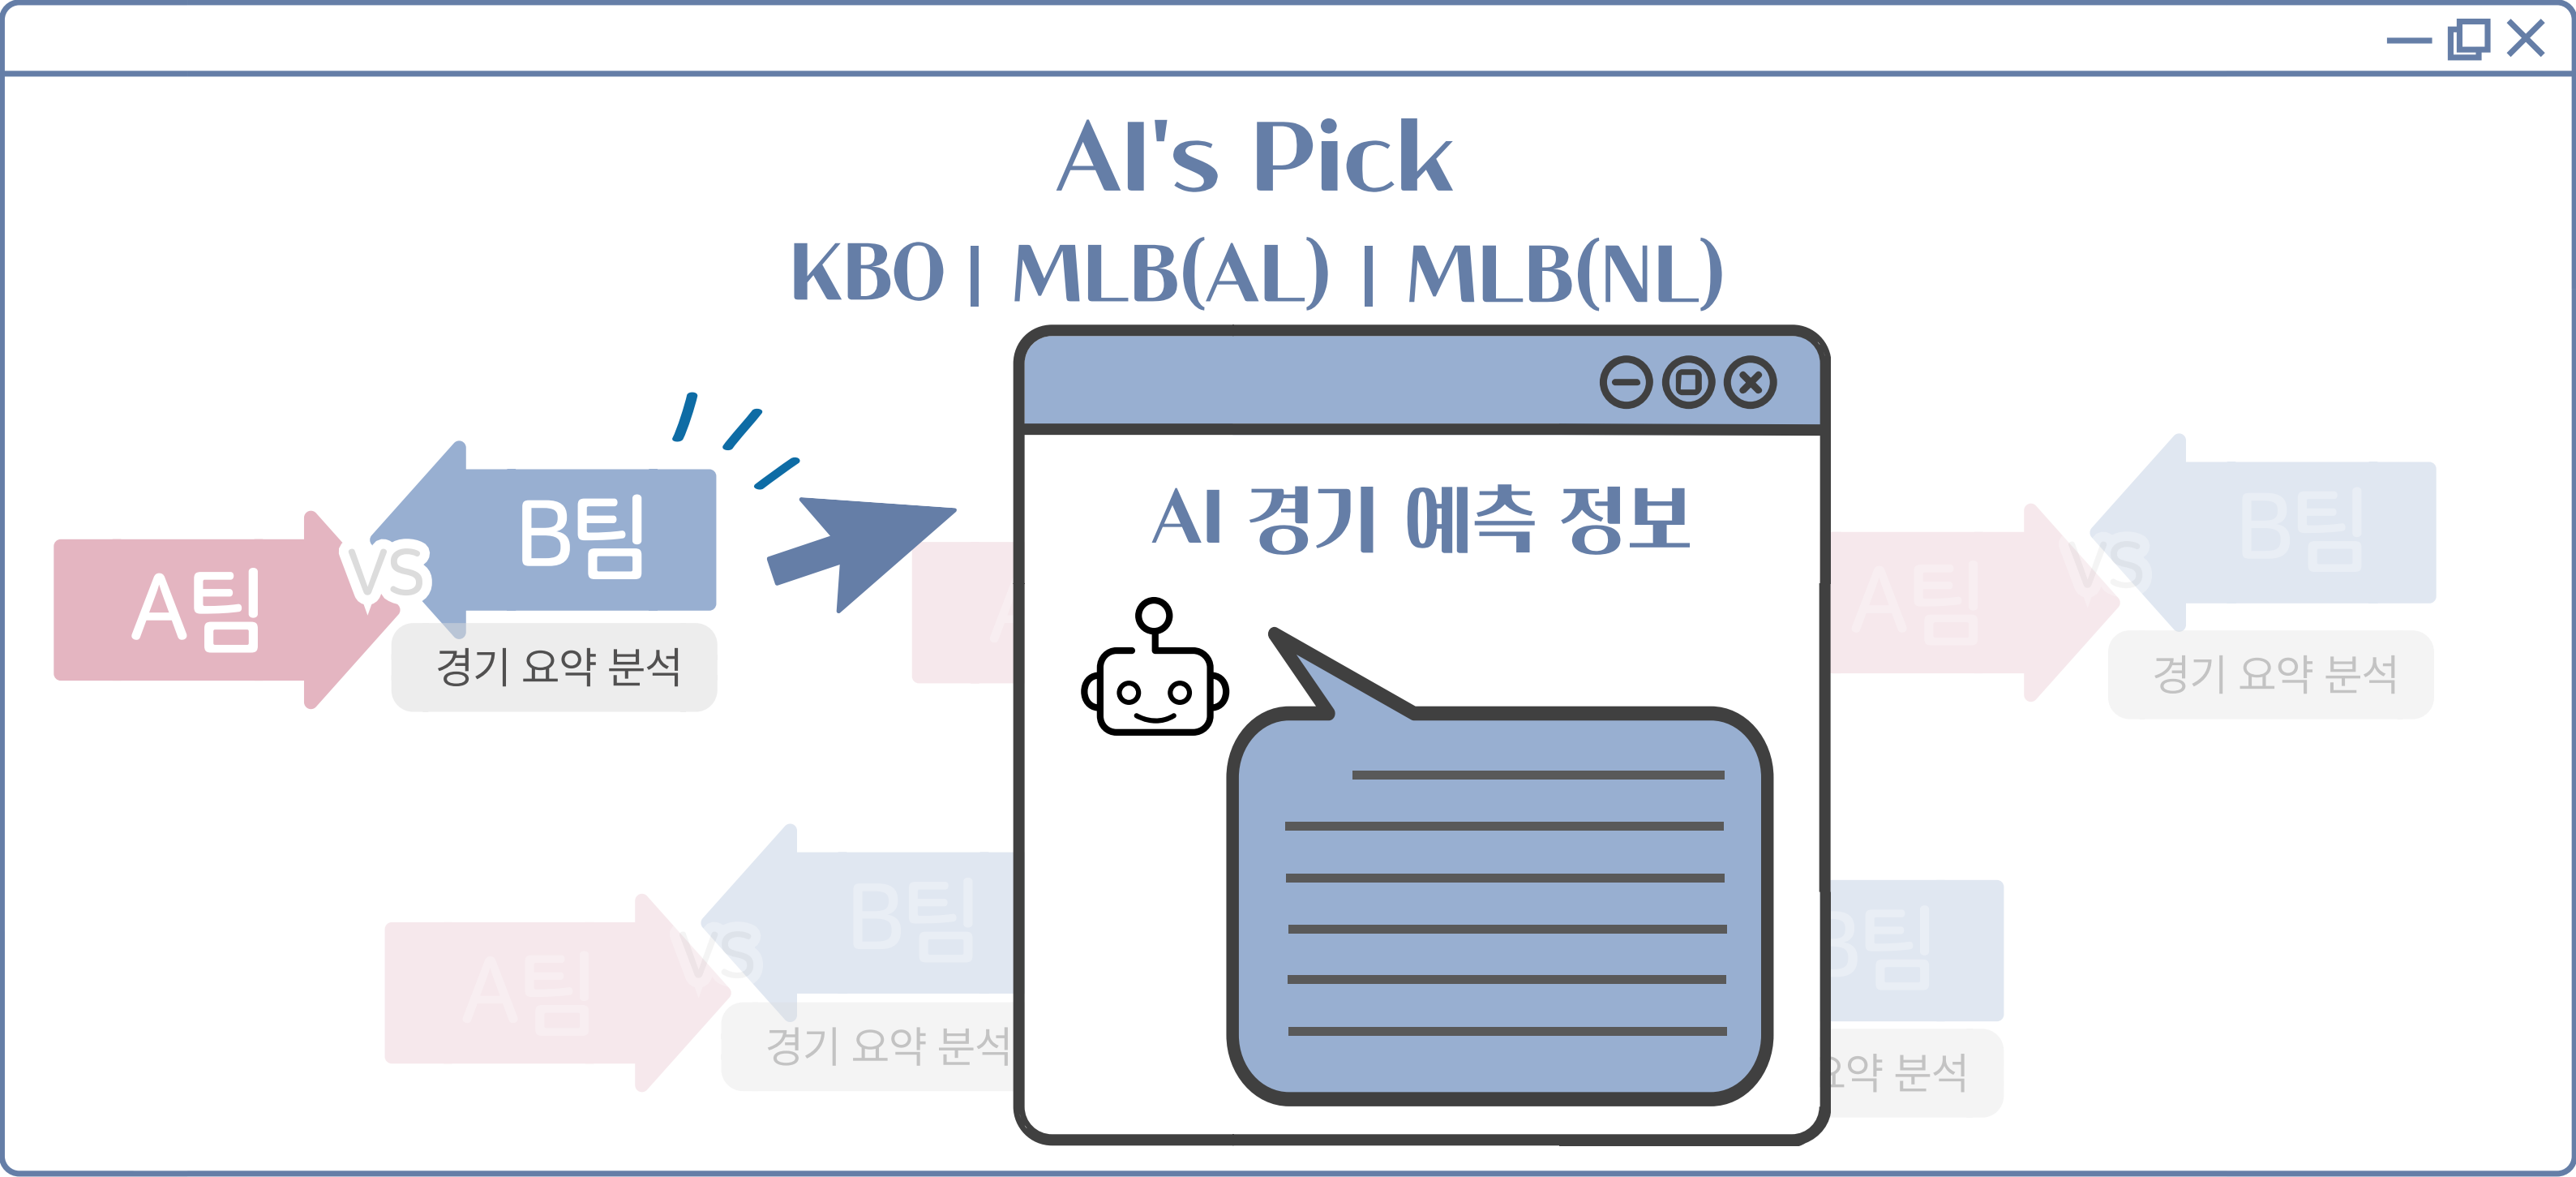 AI's Pick
KBO | MLB(AL) | MLB(NL)
A팀
VS
B팀
경기 요약 분석
AI 경기 예측 정보
A팀
VS
B팀
경기 요약 분석
A팀
VS
B팀
경기 요약 분석
B팀
요약 분석